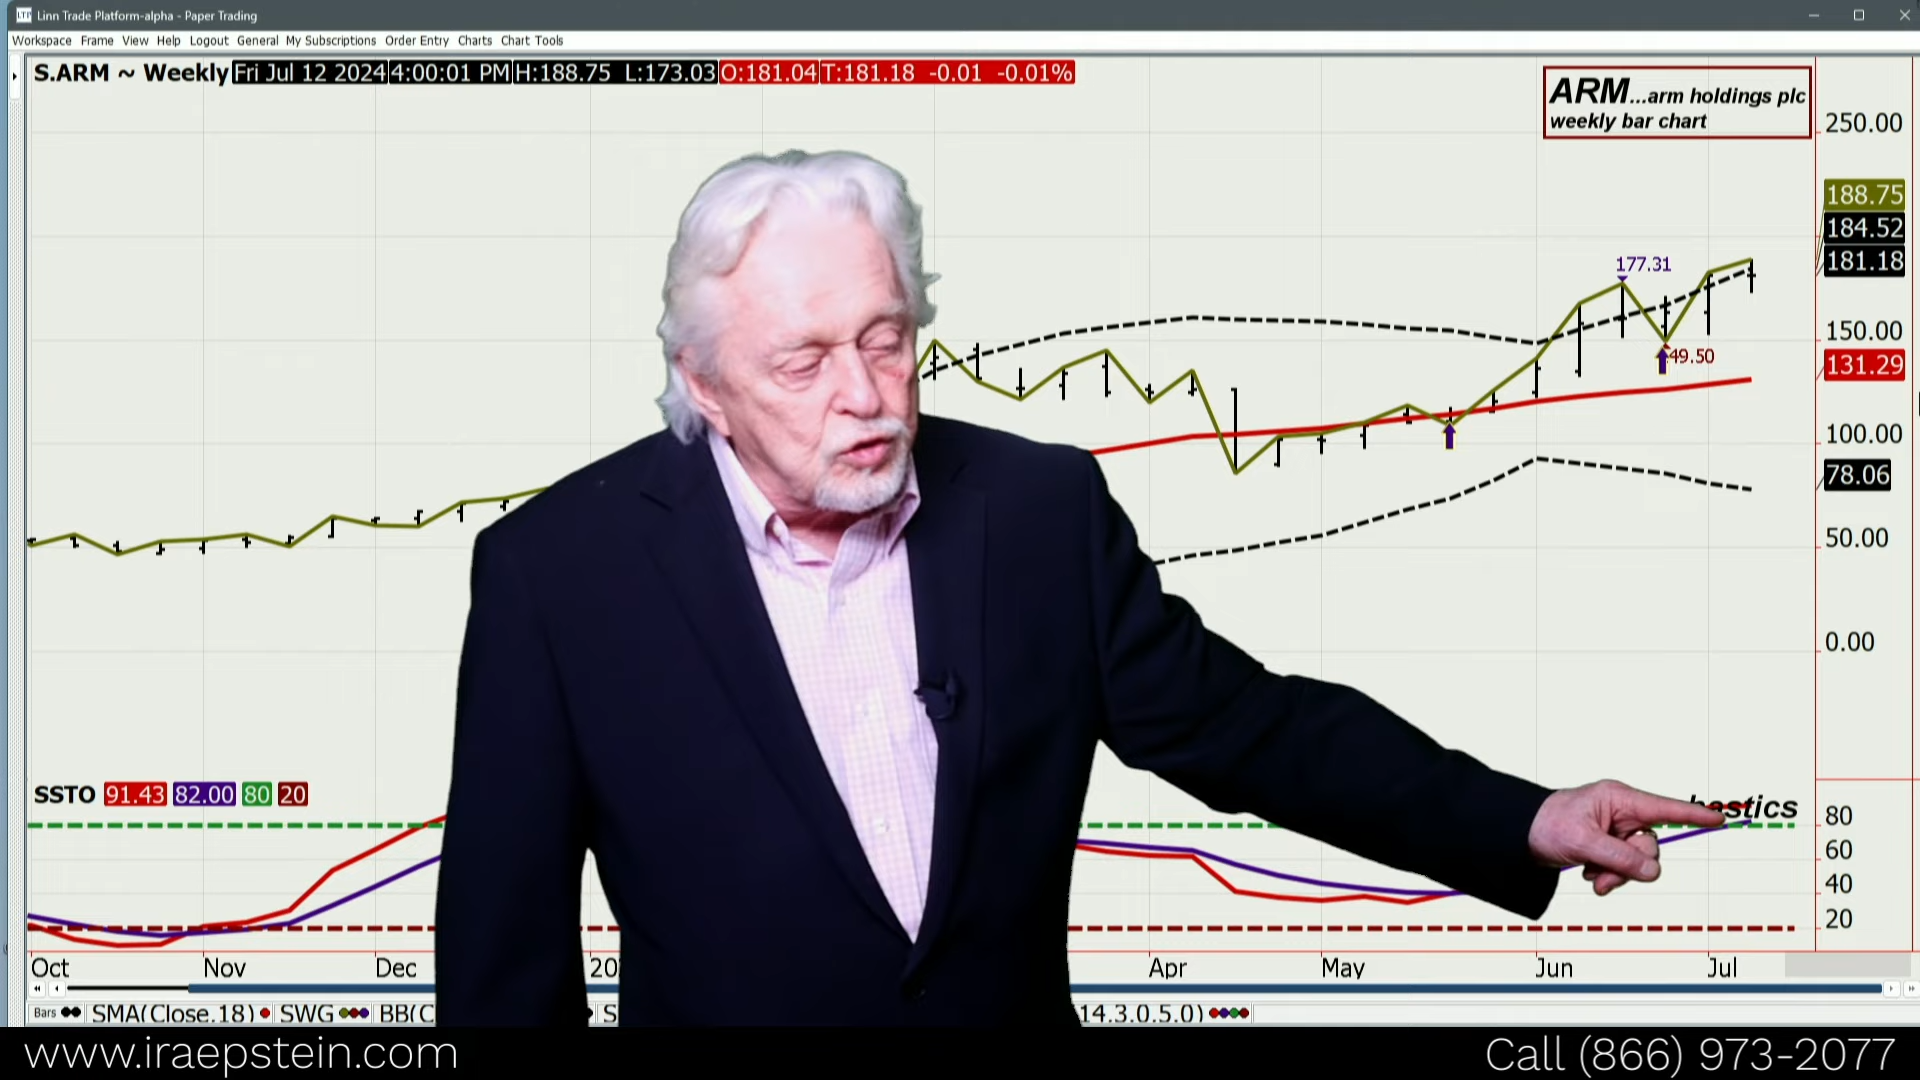 Linn Trade Platform-alpha - Paper Trading
Workspace Frame View Help Logout General My Subscriptions Order Entry Charts Chart Tools
S.ARM ~ Weekly Fri Jul 12 2024 4:00:01 PM H:188.75 L:173.03 O:181.04 T:181.18 -0.01 -0.01%
ARM...arm holdings plc
weekly bar chart
250.00
188.75
184.52
181.18
177.31
150.00
49.50
131.29
100.00
78.06
50.00
0.00
SSTO 91.43 82.00 80 20
80
60
40
20
Oct Nov Dec Apr May Jun Jul
Bars SMA(Close,18) SWG BB(C 14,3,0.5,0)
www.iraepstein.com
Call (866) 973-2077